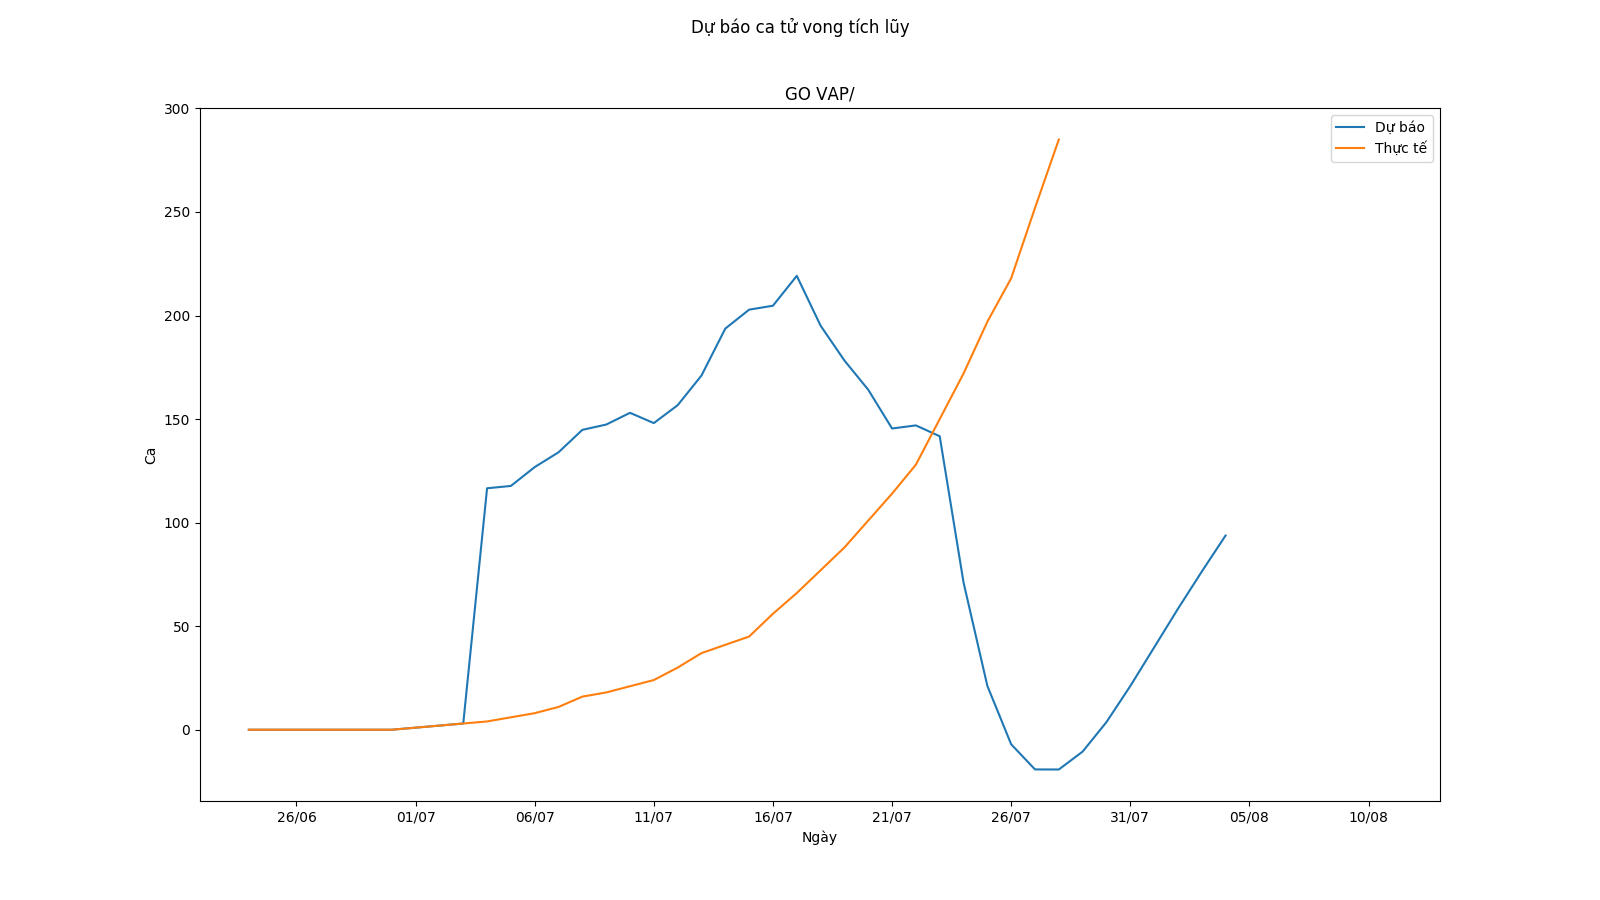 Dự báo ca tử vong tích lũy
GO VAP/
300
250
200
150
100
50
0
Ca
Dự báo
Thực tế
26/06 01/07 06/07 11/07 16/07 21/07 26/07 31/07 05/08 10/08
Ngày